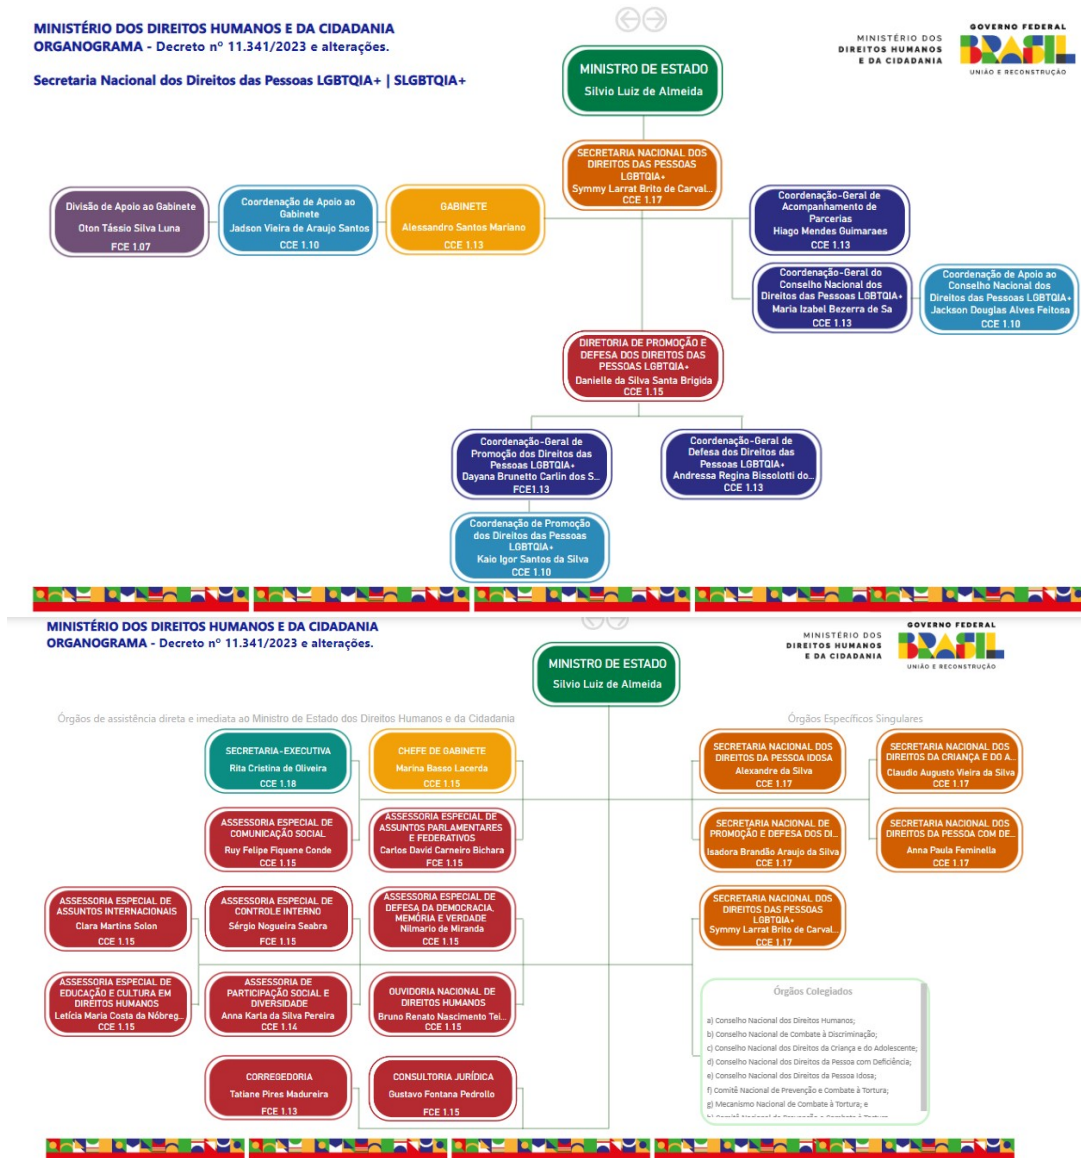 MINISTÉRIO DOS DIREITOS HUMANOS E DA CIDADANIA
ORGANOGRAMA - Decreto nº 11.341/2023 e alterações.
Secretaria Nacional dos Direitos das Pessoas LGBTQIA+ | SLGBTQIA+
MINISTÉRIO DOS
DIREITOS HUMANOS
E DA CIDADANIA
GOVERNO FEDERAL
BRASIL
UNIÃO E RECONSTRUÇÃO
MINISTRO DE ESTADO
Silvio Luiz de Almeida
SECRETARIA NACIONAL DOS
DIREITOS DAS PESSOAS
LGBTQIA+
Symmy Larrat Brito de Carval...
CCE 1.17
Divisão de Apoio ao Gabinete
Oton Tássio Silva Luna
FCE 1.07
Coordenação de Apoio ao
Gabinete
Jadson Vieira de Araujo Santos
CCE 1.10
GABINETE
Alessandro Santos Mariano
CCE 1.13
Coordenação-Geral de
Acompanhamento de
Parcerias
Hiago Mendes Guimaraes
CCE 1.13
Coordenação-Geral do
Conselho Nacional dos
Direitos das Pessoas LGBTQIA+
Maria Izabel Bezerra de Sa
CCE 1.13
Coordenação de Apoio ao
Conselho Nacional dos
Direitos das Pessoas LGBTQIA+
Jackson Douglas Alves Feitosa
CCE 1.10
DIRETORIA DE PROMOÇÃO E
DEFESA DOS DIREITOS DAS
PESSOAS LGBTQIA+
Danielle da Silva Santa Brigida
CCE 1.15
Coordenação-Geral de
Promoção dos Direitos das
Pessoas LGBTQIA+
Dayana Brunetto Carlin dos S...
FCE1.13
Coordenação-Geral de
Defesa dos Direitos das
Pessoas LGBTQIA+
Andressa Regina Bissolotti do...
CCE 1.13
Coordenação de Promoção
dos Direitos das Pessoas
LGBTQIA+
Kaio Igor Santos da Silva
CCE 1.10
MINISTÉRIO DOS DIREITOS HUMANOS E DA CIDADANIA
ORGANOGRAMA - Decreto nº 11.341/2023 e alterações.
MINISTÉRIO DOS
DIREITOS HUMANOS
E DA CIDADANIA
GOVERNO FEDERAL
BRASIL
UNIÃO E RECONSTRUÇÃO
MINISTRO DE ESTADO
Silvio Luiz de Almeida
Órgãos de assistência direta e imediata ao Ministro de Estado dos Direitos Humanos e da Cidadania
Órgãos Específicos Singulares
SECRETARIA-EXECUTIVA
Rita Cristina de Oliveira
CCE 1.18
CHEFE DE GABINETE
Marina Basso Lacerda
CCE 1.15
SECRETARIA NACIONAL DOS
DIREITOS DA PESSOA IDOSA
Alexandre da Silva
CCE 1.17
SECRETARIA NACIONAL DOS
DIREITOS DA CRIANÇA E DO A...
Claudio Augusto Vieira da Silva
CCE 1.17
ASSESSORIA ESPECIAL DE
COMUNICAÇÃO SOCIAL
Ruy Felipe Fiquene Conde
CCE 1.15
ASSESSORIA ESPECIAL DE
ASSUNTOS PARLAMENTARES
E FEDERATIVOS
Carlos David Carneiro Bichara
FCE 1.15
SECRETARIA NACIONAL DE
PROMOÇÃO E DEFESA DOS DI...
Isadora Brandão Araujo da Silva
CCE 1.17
SECRETARIA NACIONAL DOS
DIREITOS DA PESSOA COM DE...
Anna Paula Feminella
CCE 1.17
ASSESSORIA ESPECIAL DE
ASSUNTOS INTERNACIONAIS
Clara Martins Solon
CCE 1.15
ASSESSORIA ESPECIAL DE
CONTROLE INTERNO
Sérgio Nogueira Seabra
FCE 1.15
ASSESSORIA ESPECIAL DE
DEFESA DA DEMOCRACIA,
MEMÓRIA E VERDADE
Nilmario de Miranda
CCE 1.15
SECRETARIA NACIONAL DOS
DIREITOS DAS PESSOAS
LGBTQIA+
Symmy Larrat Brito de Carval...
CCE 1.17
ASSESSORIA ESPECIAL DE
EDUCAÇÃO E CULTURA EM
DIREITOS HUMANOS
Letícia Maria Costa da Nóbreg...
CCE 1.15
ASSESSORIA DE
PARTICIPAÇÃO SOCIAL E
DIVERSIDADE
Anna Karla da Silva Pereira
CCE 1.14
OUVIDORIA NACIONAL DE
DIREITOS HUMANOS
Bruno Renato Nascimento Tei...
CCE 1.15
CORREGEDORIA
Tatiane Pires Madureira
FCE 1.13
CONSULTORIA JURÍDICA
Gustavo Fontana Pedrollo
FCE 1.15
Órgãos Colegiados
a) Conselho Nacional dos Direitos Humanos;
b) Conselho Nacional de Combate à Discriminação;
c) Conselho Nacional dos Direitos da Criança e do Adolescente;
d) Conselho Nacional dos Direitos da Pessoa com Deficiência;
e) Conselho Nacional dos Direitos da Pessoa Idosa;
f) Comitê Nacional de Prevenção e Combate à Tortura;
g) Mecanismo Nacional de Combate à Tortura; e